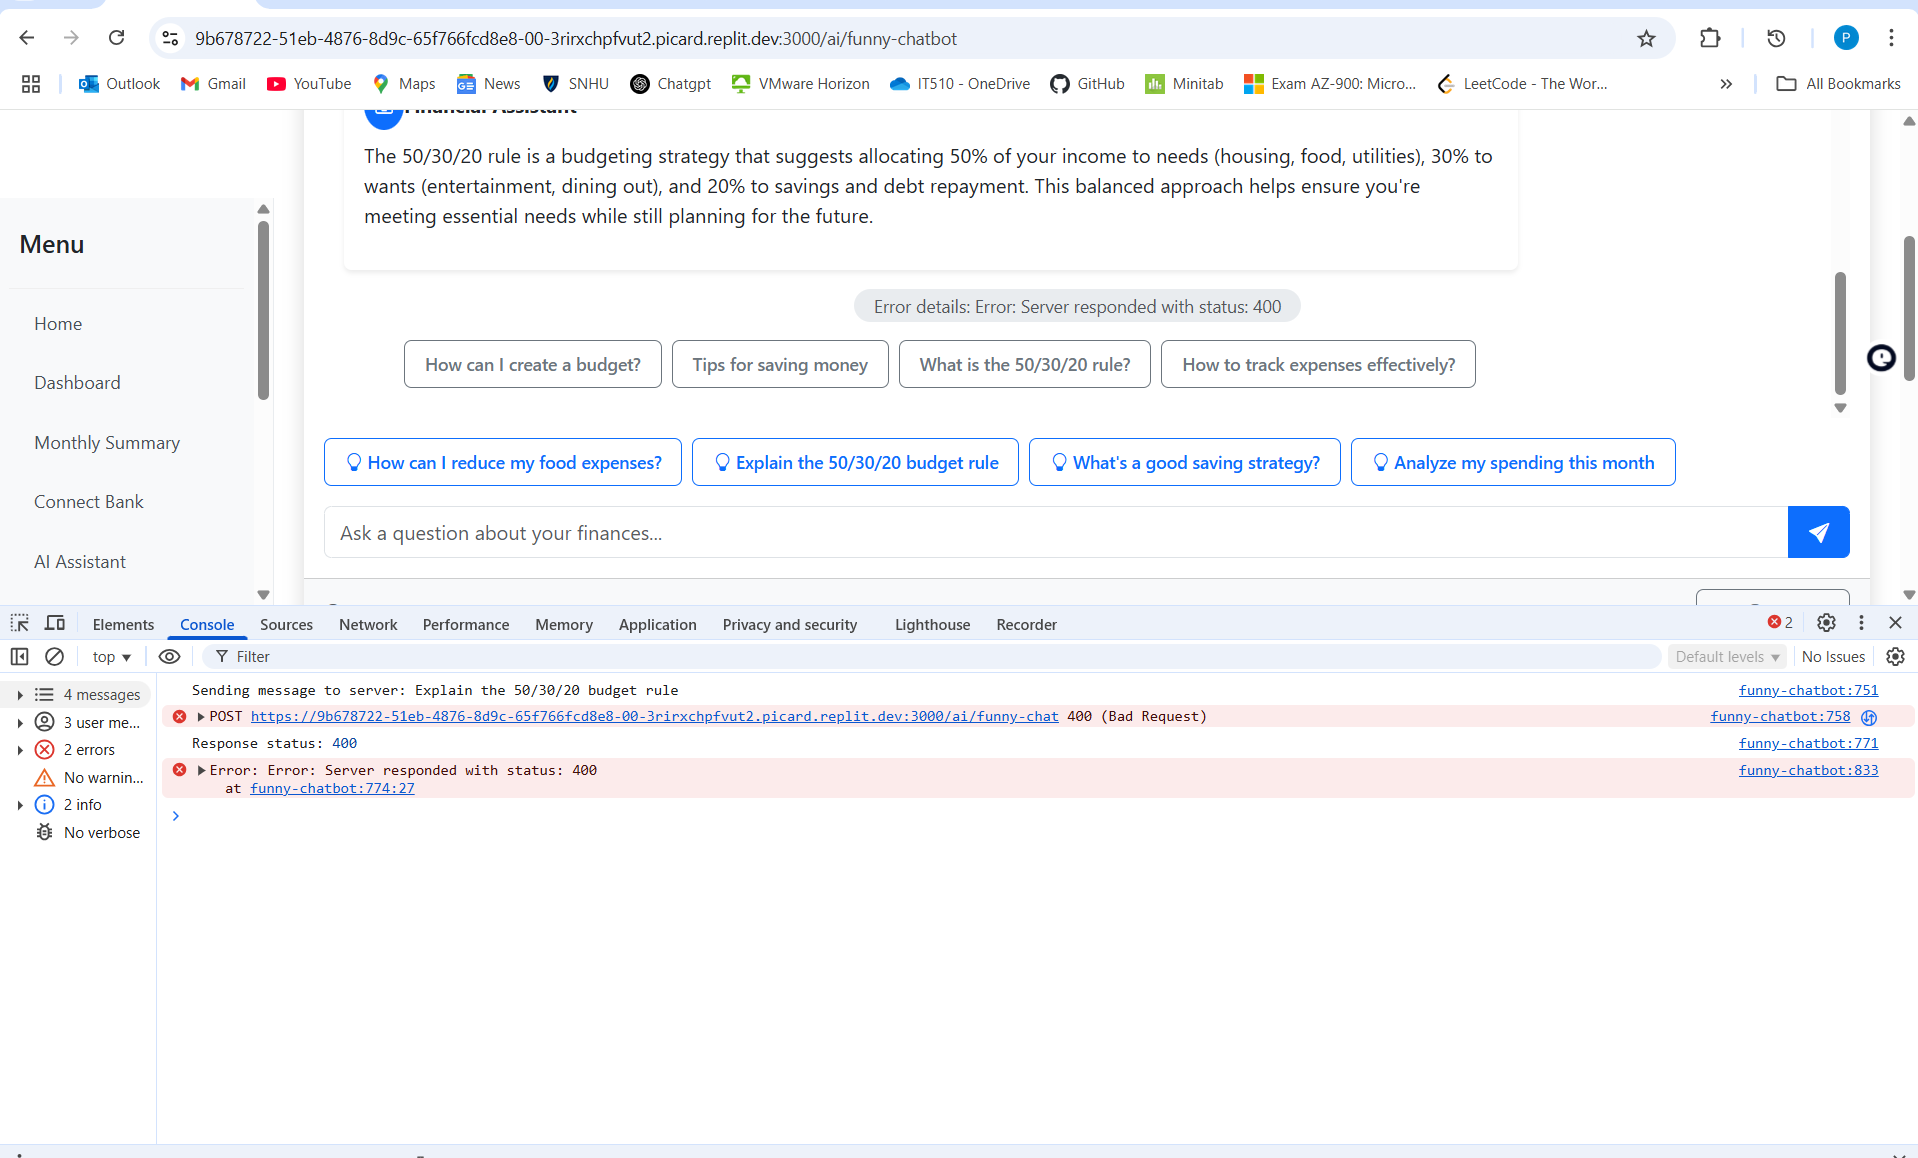 9b678722-51eb-4876-8d9c-65f766fcd8e8-00-3rirxchpfvut2.picard.replit.dev:3000/ai/funny-chatbot
P
Outlook Gmail YouTube Maps News SNHU Chatgpt VMware Horizon IT510 - OneDrive GitHub Minitab Exam AZ-900: Micro... LeetCode - The Wor... » All Bookmarks
Financial Assistant
The 50/30/20 rule is a budgeting strategy that suggests allocating 50% of your income to needs (housing, food, utilities), 30% to
wants (entertainment, dining out), and 20% to savings and debt repayment. This balanced approach helps ensure you're
meeting essential needs while still planning for the future.
Menu
Home
Dashboard
Monthly Summary
Connect Bank
AI Assistant
Error details: Error: Server responded with status: 400
How can I create a budget? Tips for saving money What is the 50/30/20 rule? How to track expenses effectively?
How can I reduce my food expenses? Explain the 50/30/20 budget rule What's a good saving strategy? Analyze my spending this month
Ask a question about your finances...
Elements Console Sources Network Performance Memory Application Privacy and security Lighthouse Recorder 2
top Filter Default levels No Issues
4 messages
3 user me...
2 errors
No warnin...
2 info
No verbose
Sending message to server: Explain the 50/30/20 budget rule funny-chatbot:751
POST https://9b678722-51eb-4876-8d9c-65f766fcd8e8-00-3rirxchpfvut2.picard.replit.dev:3000/ai/funny-chat 400 (Bad Request) funny-chatbot:758
Response status: 400 funny-chatbot:771
Error: Error: Server responded with status: 400 funny-chatbot:833
at funny-chatbot:774:27